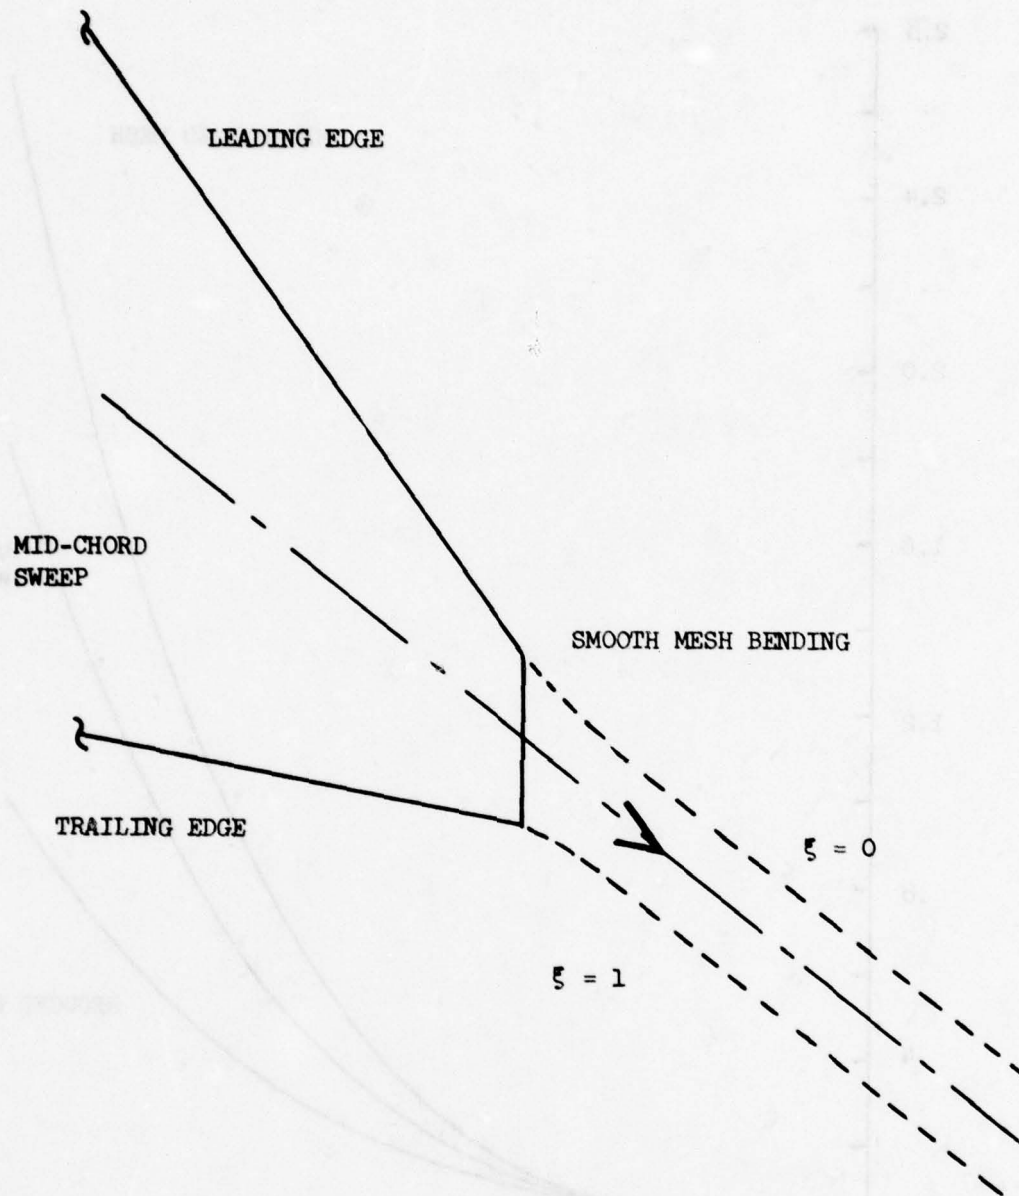 LEADING EDGE
MID-CHORD
SWEEP
SMOOTH MESH BENDING
TRAILING EDGE
ξ = 0
ξ = 1